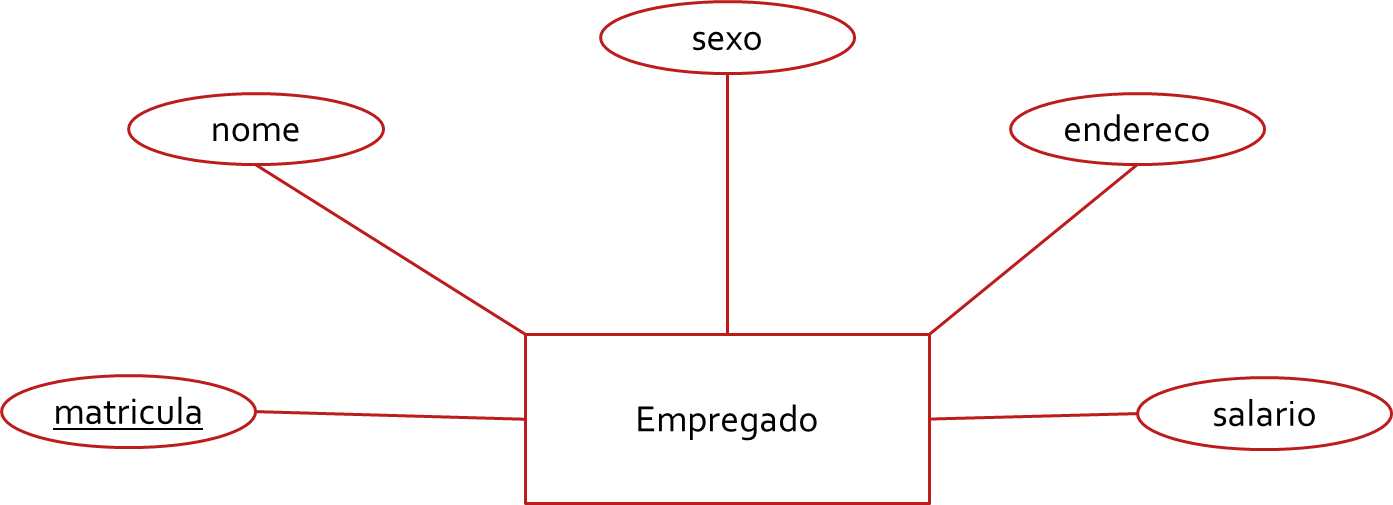 sexo
nome
endereco
matricula
Empregado
salario